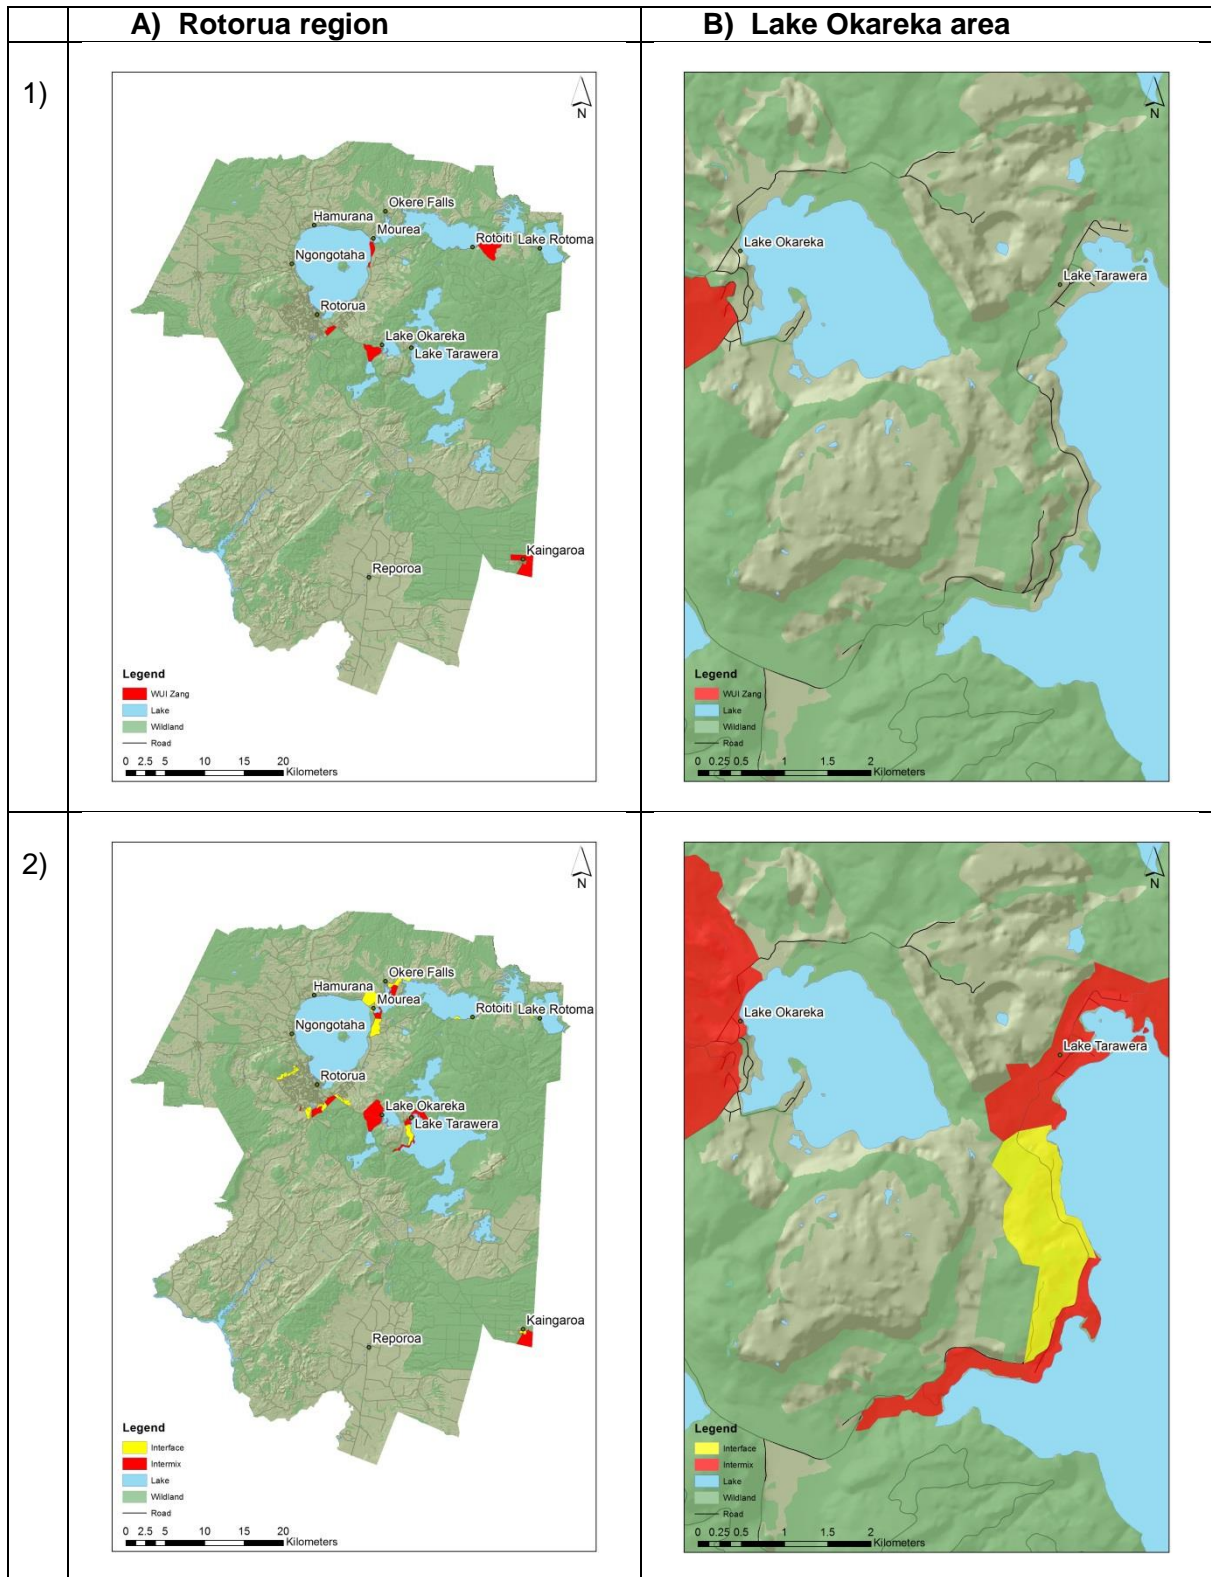 A) Rotorua region
B) Lake Okareka area
1)
N
Okere Falls
Hamurana
Mourea
Rotoiti
Lake Rotoma
Ngongotaha
Rotorua
Lake Okareka
Lake Tarawera
Kaingaroa
Reporoa
Legend
WUI Zang
Lake
Wildland
Road
0 2.5 5 10 15 20
Kilometers
N
Lake Okareka
Lake Tarawera
Legend
WUI Zang
Lake
Wildland
Road
0 0.25 0.5 1 1.5 2
Kilometers
2)
N
Okere Falls
Hamurana
Mourea
Rotoiti
Lake Rotoma
Ngongotaha
Rotorua
Lake Okareka
Lake Tarawera
Kaingaroa
Reporoa
Legend
Interface
Intermix
Lake
Wildland
Road
0 2.5 5 10 15 20
Kilometers
N
Lake Okareka
Lake Tarawera
Legend
Interface
Intermix
Lake
Wildland
Road
0 0.25 0.5 1 1.5 2
Kilometers